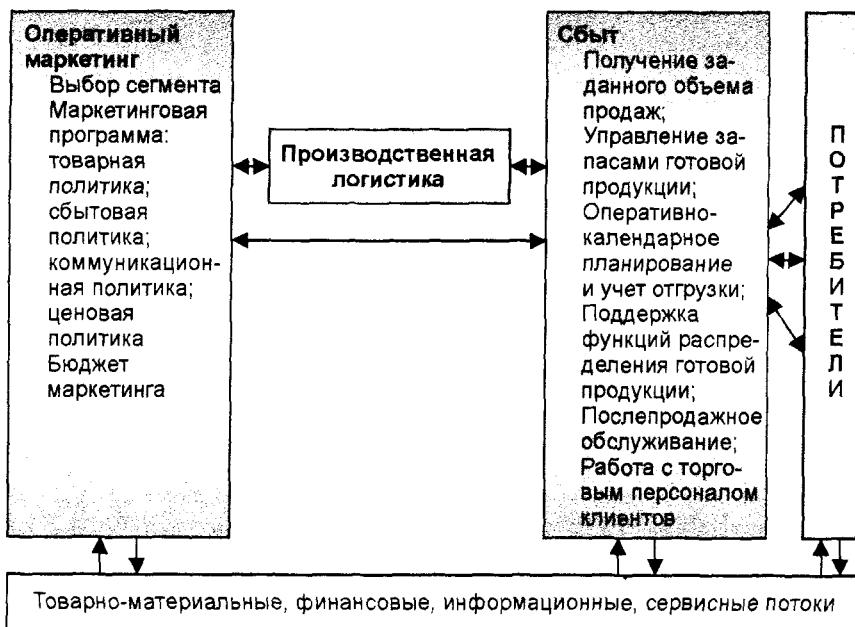 Оперативный
маркетинг
Выбор сегмента
Маркетинговая
программа:
товарная
политика;
сбытовая
политика;
коммуникацион-
ная политика;
ценовая
политика
Бюджет
маркетинга
Производственная
логистика
Сбыт
Получение за-
данного объема
продаж;
Управление за-
пасами готовой
продукции;
Оперативно-
календарное
планирование
и учет отгрузки;
Поддержка
функций распре-
деления готовой
продукции;
Послепродажное
обслуживание;
Работа с торго-
вым персоналом
клиентов
ПОТРЕБИТЕЛИ
Товарно-материальные, финансовые, информационные, сервисные потоки